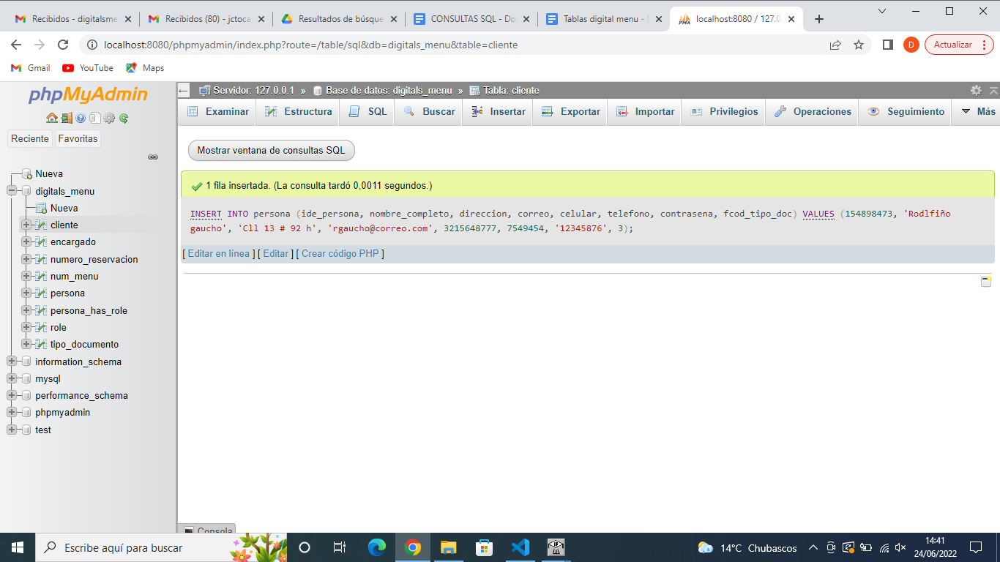 Recibidos - digitalsme
Recibidos (80) - jctoca
Resultados de búsque
CONSULTAS SQL - Do
Tablas digital menu - D
localhost:8080 / 127.0
localhost:8080/phpmyadmin/index.php?route=/table/sql&db=digitals_menu&table=cliente
D
Actualizar
Gmail
YouTube
Maps
phpMyAdmin
Servidor: 127.0.0.1 » Base de datos: digitals_menu » Tabla: cliente
Examinar
Estructura
SQL
Buscar
Insertar
Exportar
Importar
Privilegios
Operaciones
Seguimiento
Más
Reciente
Favoritas
Nueva
digitals_menu
Nueva
cliente
encargado
numero_reservacion
num_menu
persona
persona_has_role
role
tipo_documento
information_schema
mysql
performance_schema
phpmyadmin
test
Mostrar ventana de consultas SQL
1 fila insertada. (La consulta tardó 0,0011 segundos.)
INSERT INTO persona (ide_persona, nombre_completo, direccion, correo, celular, telefono, contrasena, fcod_tipo_doc) VALUES (154898473, 'Rodlfiño
gaucho', 'Cll 13 # 92 h', 'rgaucho@correo.com', 3215648777, 7549454, '12345876', 3);
[ Editar en línea ] [ Editar ] [ Crear código PHP ]
Consola
Escribe aquí para buscar
14°C Chubascos
14:41
24/06/2022